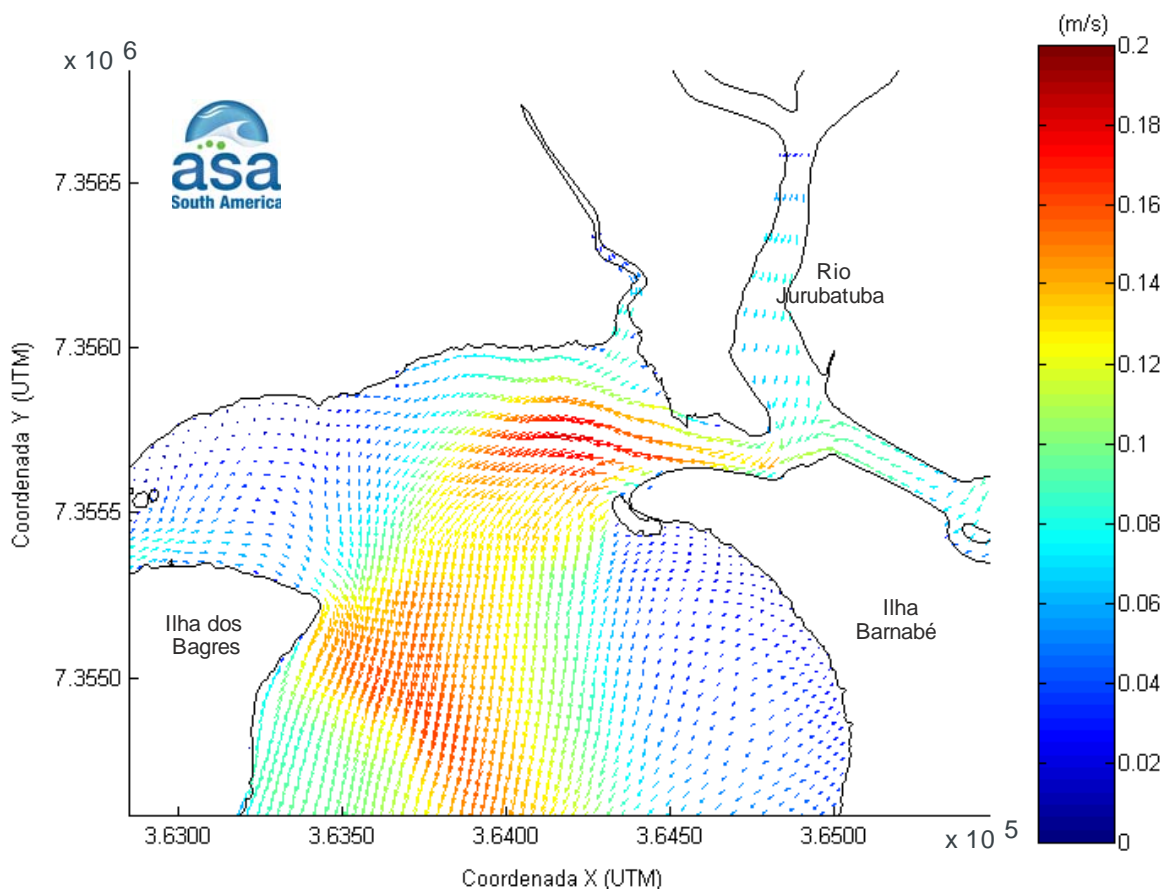 (m/s)
x 10 6
0.2
0.18
0.16
0.14
0.12
0.1
0.08
0.06
0.04
0.02
0
asa
South America
7.3565
7.3560
7.3555
7.3550
Coordenada Y (UTM)
Rio
Jurubatuba
Ilha dos
Bagres
Ilha
Barnabé
3.6300
3.6350
3.6400
3.6450
3.6500
x 10 5
Coordenada X (UTM)